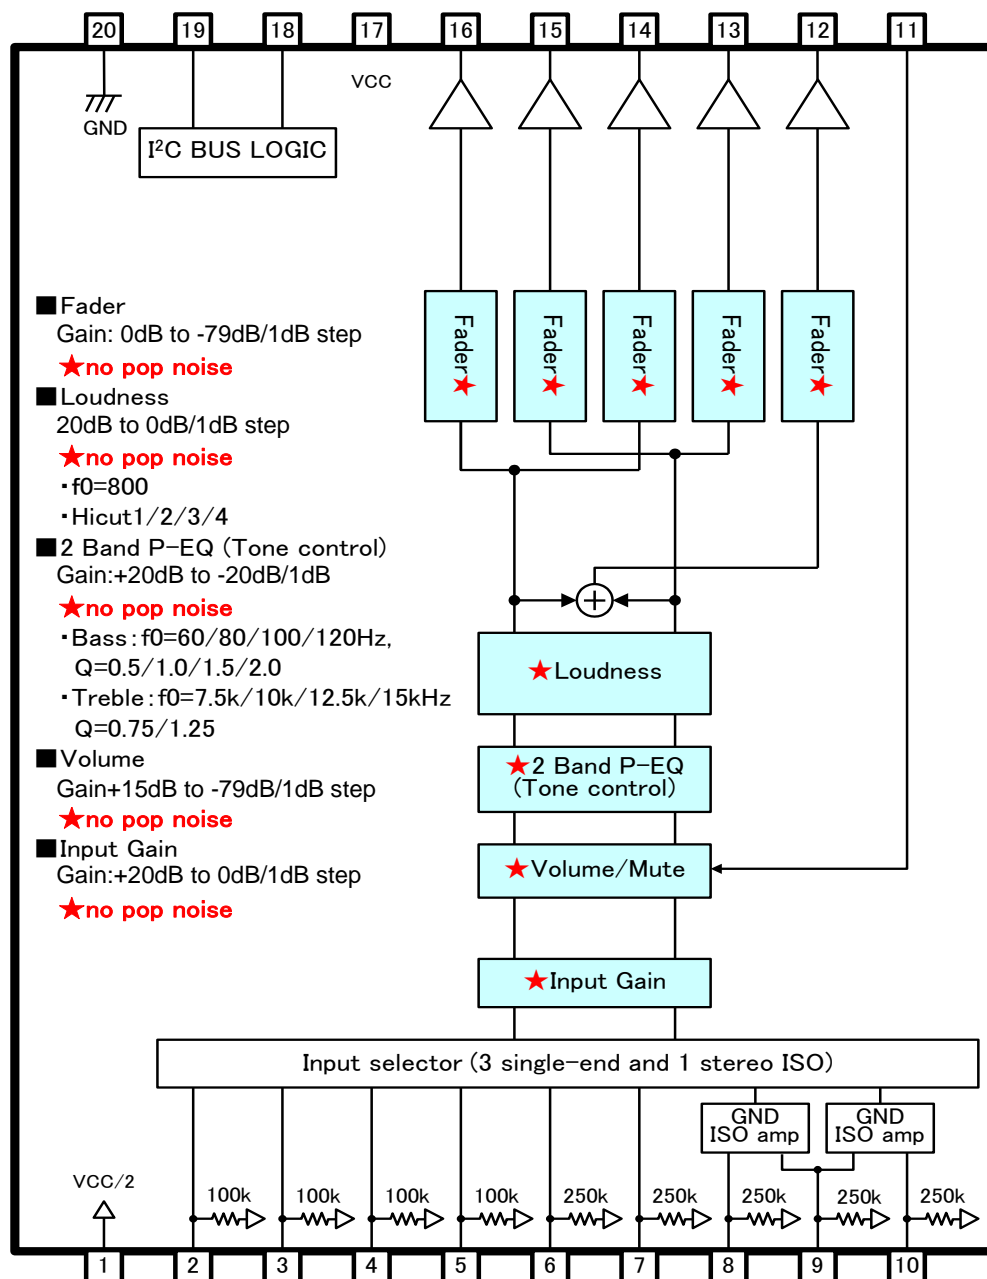 20 19 18 17 16 15 14 13 12 11
VCC
GND
I²C BUS LOGIC
■Fader
Gain: 0dB to -79dB/1dB step
★no pop noise
■Loudness
20dB to 0dB/1dB step
★no pop noise
・f0=800
・Hicut1/2/3/4
■2 Band P-EQ (Tone control)
Gain:+20dB to -20dB/1dB
★no pop noise
・Bass:f0=60/80/100/120Hz,
Q=0.5/1.0/1.5/2.0
・Treble:f0=7.5k/10k/12.5k/15kHz
Q=0.75/1.25
■Volume
Gain+15dB to -79dB/1dB step
★no pop noise
■Input Gain
Gain:+20dB to 0dB/1dB step
★no pop noise
Fader★
Fader★
Fader★
Fader★
Fader★
★Loudness
★2 Band P-EQ
(Tone control)
★Volume/Mute
★Input Gain
Input selector (3 single-end and 1 stereo ISO)
GND
ISO amp
GND
ISO amp
VCC/2
100k 100k 100k 100k 250k 250k 250k 250k 250k
1 2 3 4 5 6 7 8 9 10